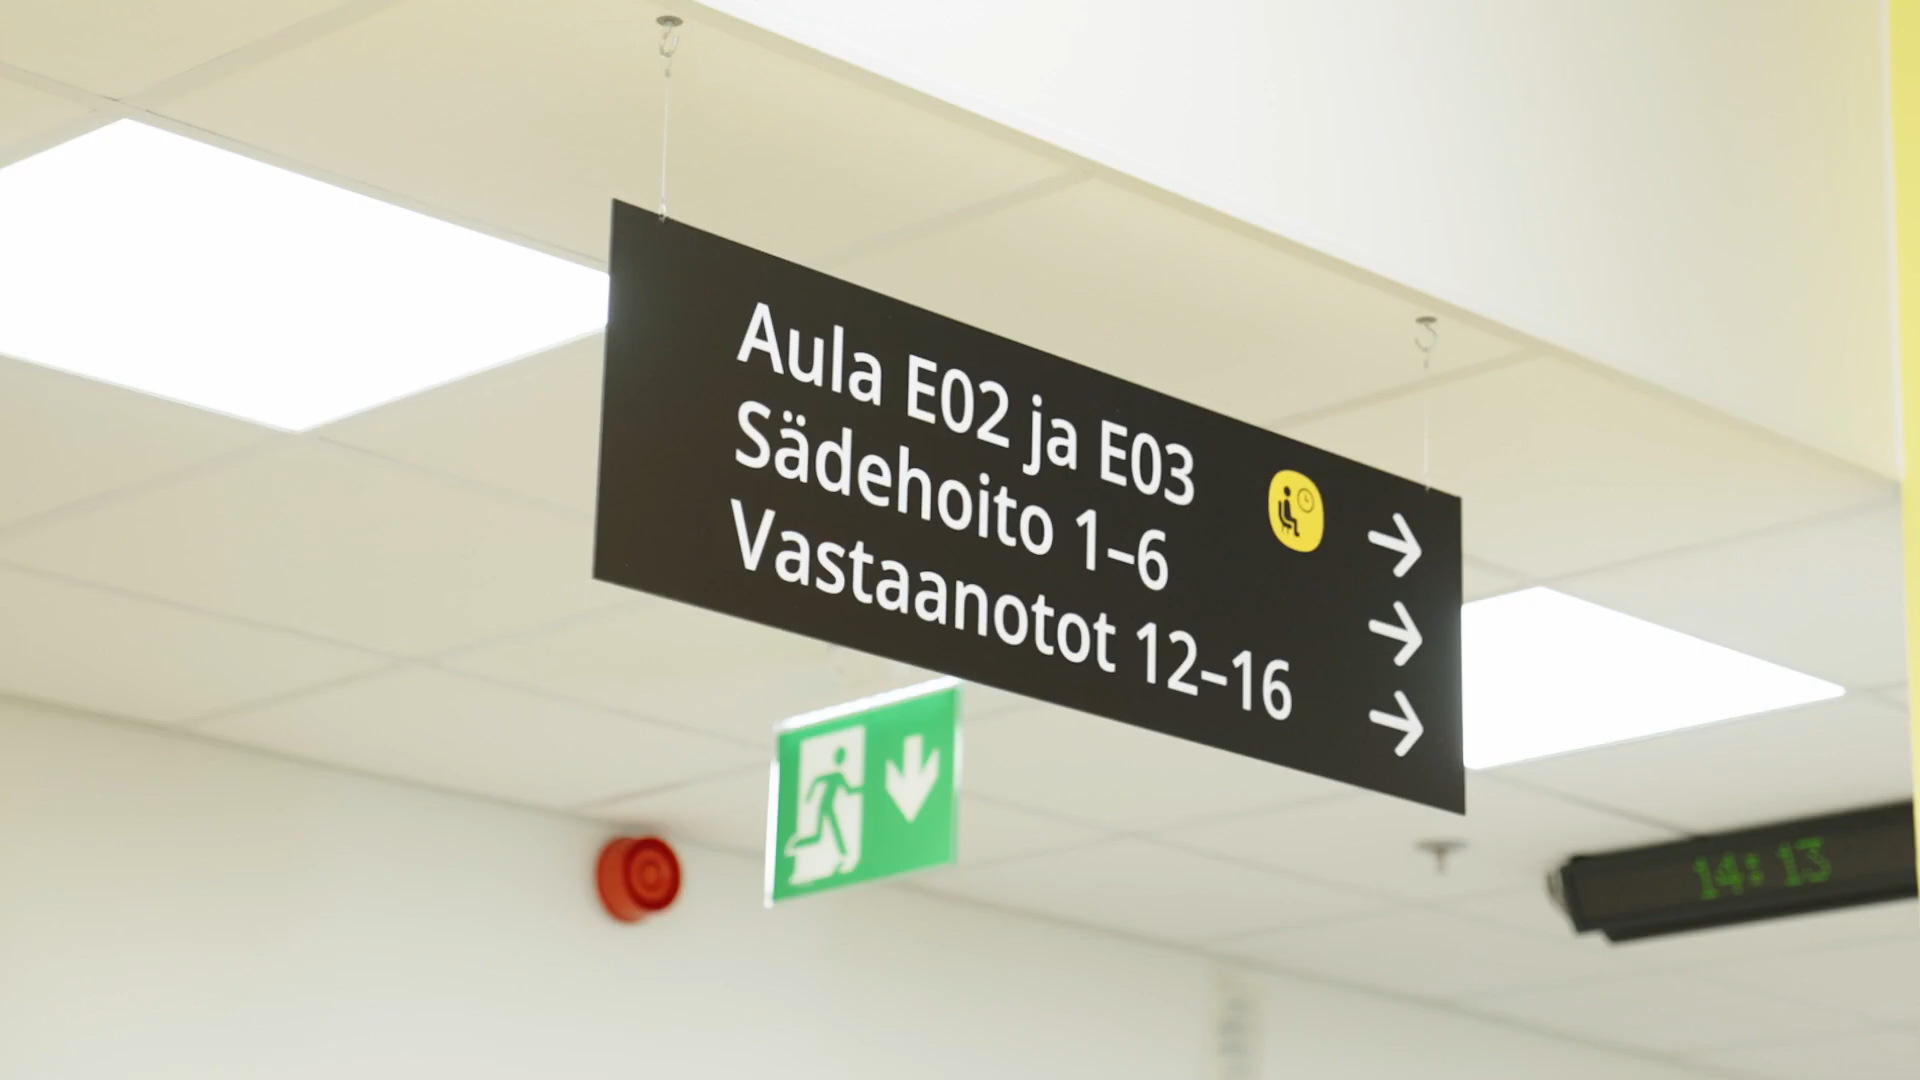 Aula E02 ja E03
Sädehoito 1–6
Vastaanotot 12–16
14:13